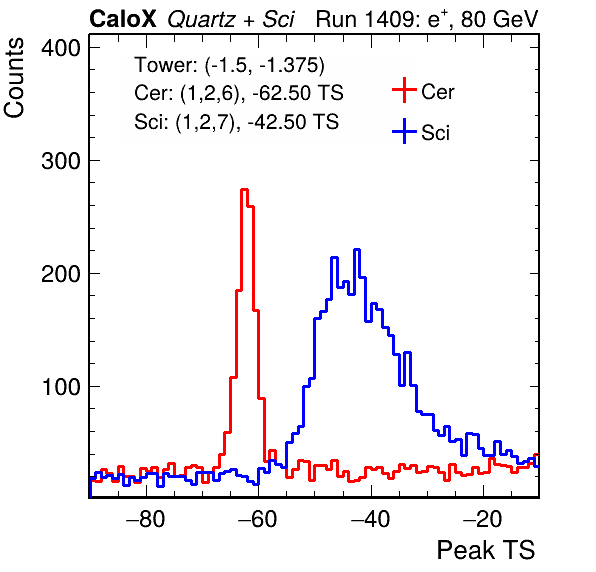 CaloX Quartz + Sci Run 1409: e⁺, 80 GeV
Counts
400
300
200
100
Tower: (-1.5, -1.375)
Cer: (1,2,6), -62.50 TS
Sci: (1,2,7), -42.50 TS
Cer
Sci
−80 −60 −40 −20
Peak TS